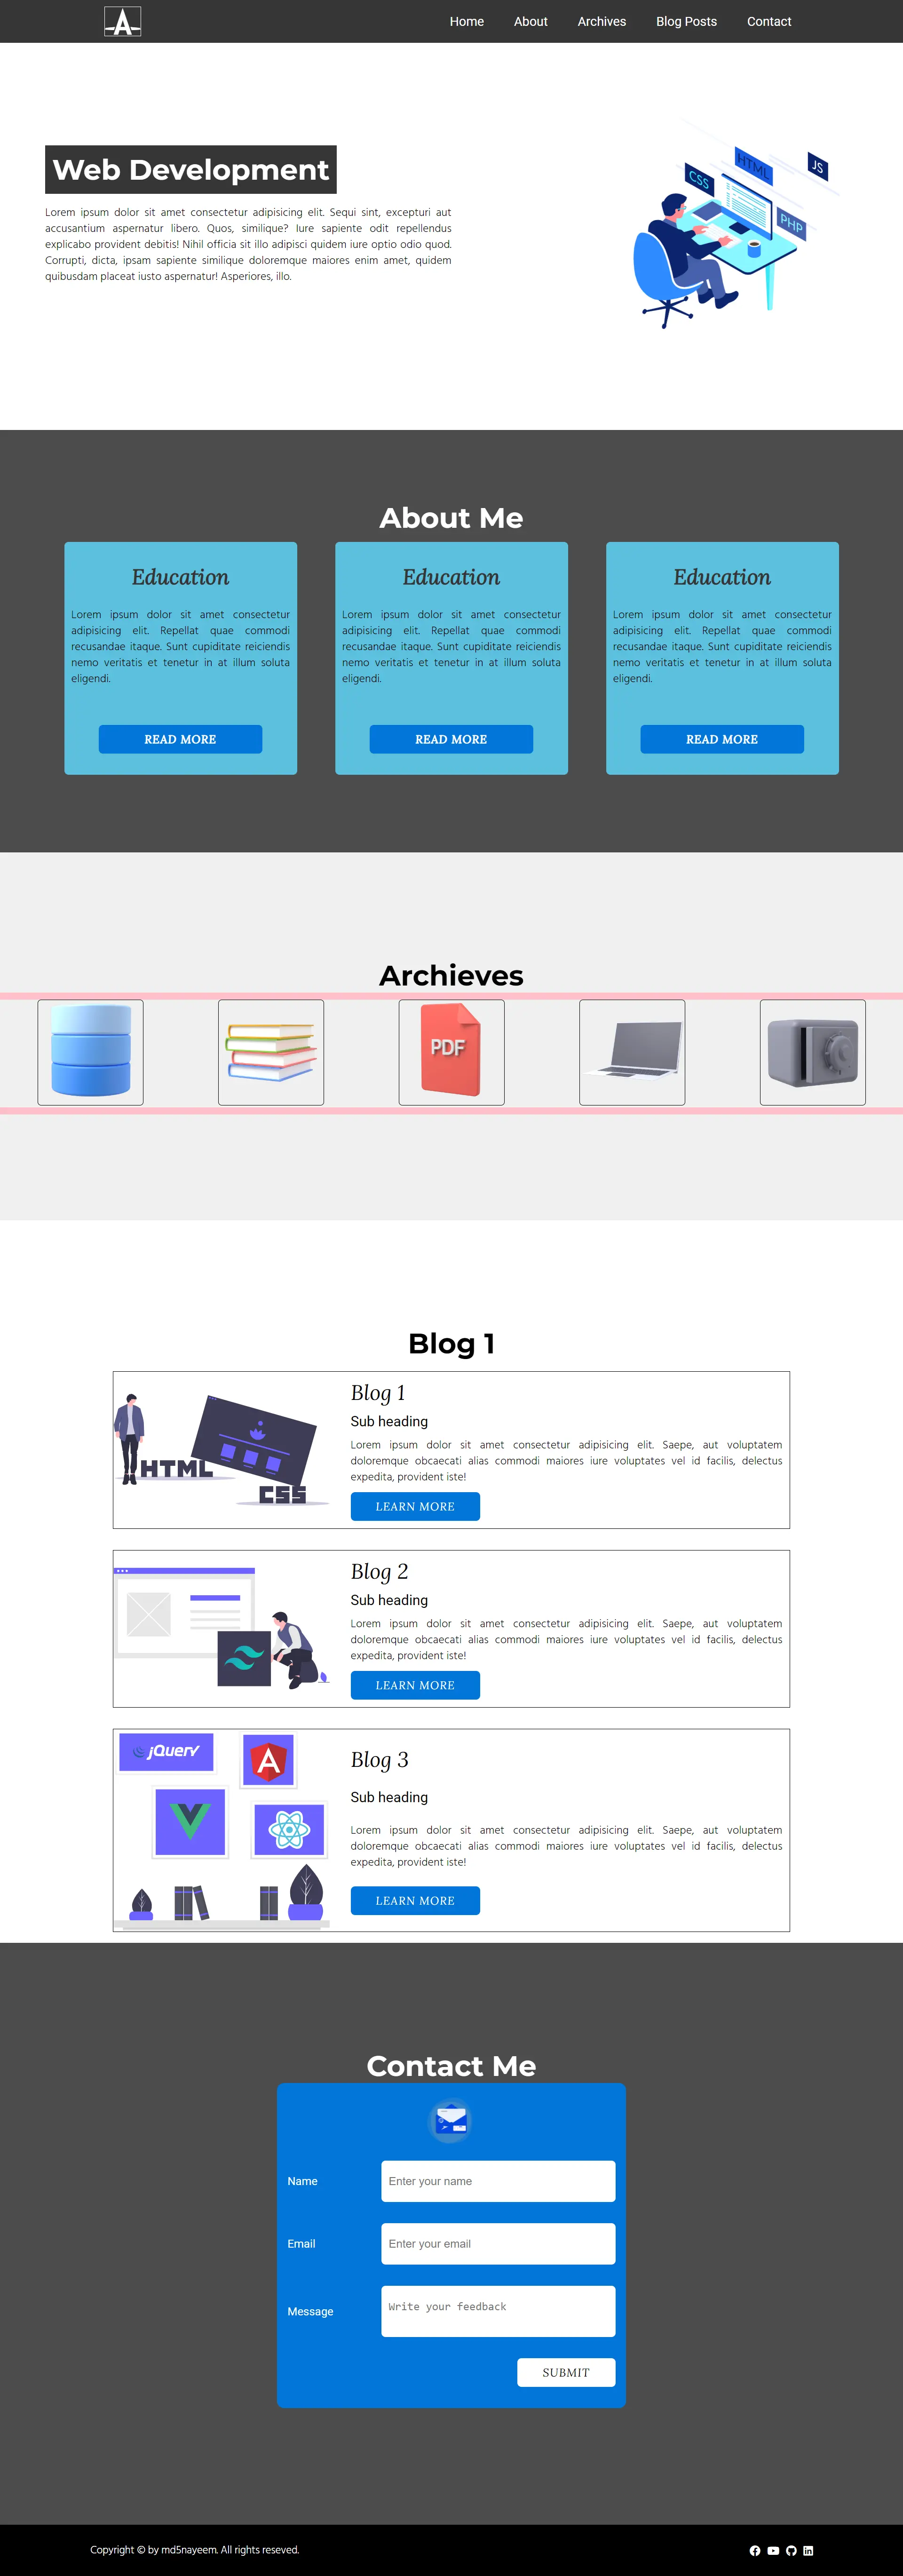 A
Home About Archives Blog Posts Contact
Web Development
Lorem ipsum dolor sit amet consectetur adipisicing elit. Sequi sint, excepturi aut
accusantium aspernatur libero. Quos, similique? Iure sapiente odit repellendus
explicabo provident debitis! Nihil officia sit illo adipisci quidem iure optio odio quod.
Corrupti, dicta, ipsam sapiente similique doloremque maiores enim amet, quidem
quibusdam placeat iusto aspernatur! Asperiores, illo.
CSS
HTML
JS
PHP
About Me
Education
Lorem ipsum dolor sit amet consectetur
adipisicing elit. Repellat quae commodi
recusandae itaque. Sunt cupiditate reiciendis
nemo veritatis et tenetur in at illum soluta
eligendi.
READ MORE
Education
Lorem ipsum dolor sit amet consectetur
adipisicing elit. Repellat quae commodi
recusandae itaque. Sunt cupiditate reiciendis
nemo veritatis et tenetur in at illum soluta
eligendi.
READ MORE
Education
Lorem ipsum dolor sit amet consectetur
adipisicing elit. Repellat quae commodi
recusandae itaque. Sunt cupiditate reiciendis
nemo veritatis et tenetur in at illum soluta
eligendi.
READ MORE
Archieves
PDF
Blog 1
HTML
CSS
Blog 1
Sub heading
Lorem ipsum dolor sit amet consectetur adipisicing elit. Saepe, aut voluptatem
doloremque obcaecati alias commodi maiores iure voluptates vel id facilis, delectus
expedita, provident iste!
LEARN MORE
Blog 2
Sub heading
Lorem ipsum dolor sit amet consectetur adipisicing elit. Saepe, aut voluptatem
doloremque obcaecati alias commodi maiores iure voluptates vel id facilis, delectus
expedita, provident iste!
LEARN MORE
jQuery
A
Blog 3
Sub heading
Lorem ipsum dolor sit amet consectetur adipisicing elit. Saepe, aut voluptatem
doloremque obcaecati alias commodi maiores iure voluptates vel id facilis, delectus
expedita, provident iste!
LEARN MORE
Contact Me
Name
Enter your name
Email
Enter your email
Message
Write your feedback
SUBMIT
Copyright © by md5nayeem. All rights reseved.